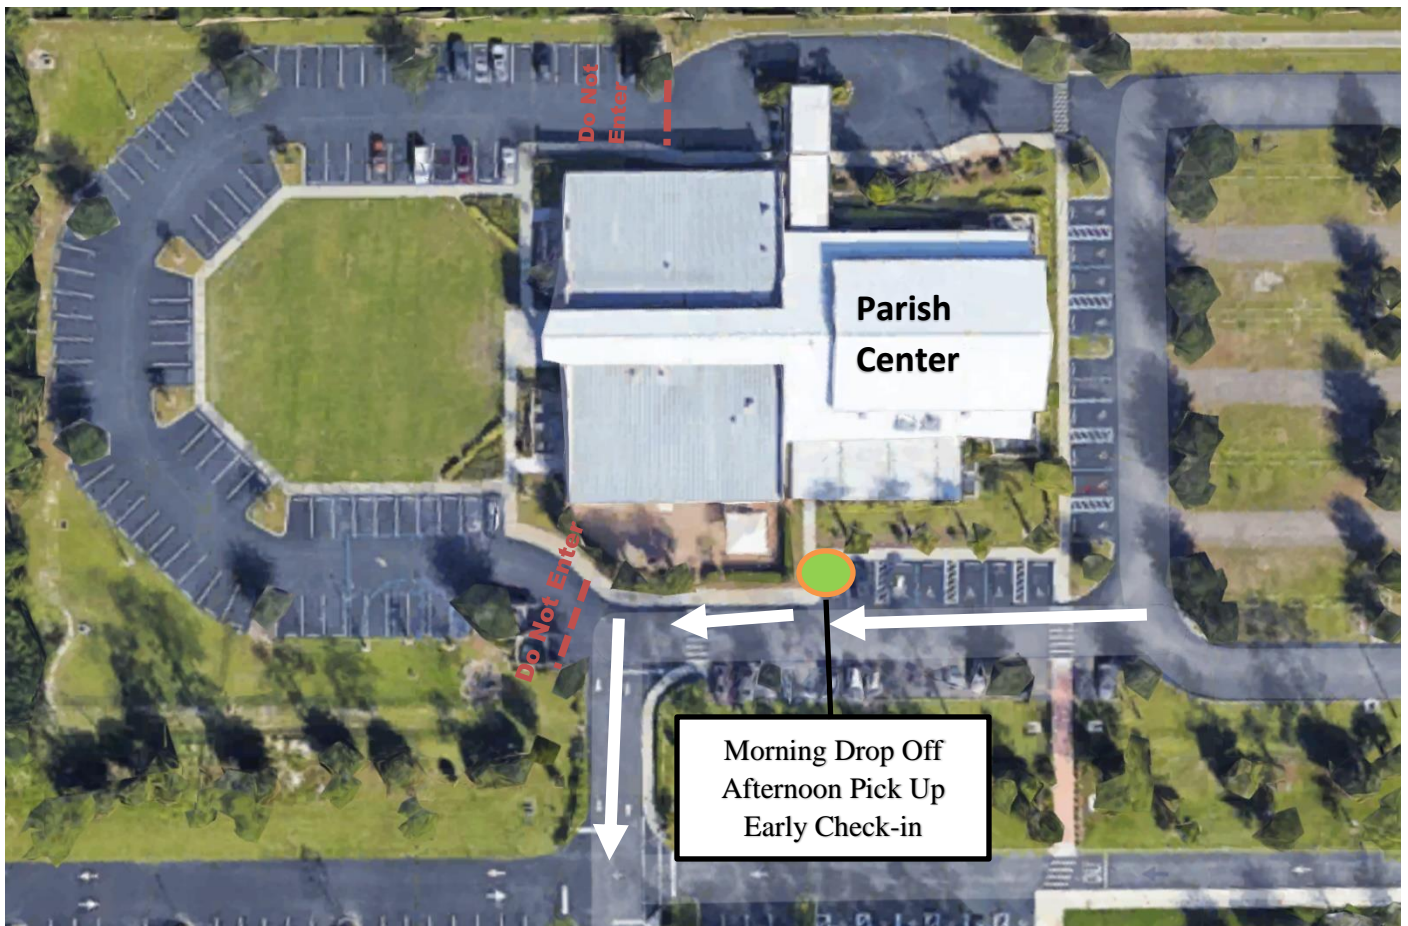 Do Not
Enter
Parish
Center
Do Not Enter
Morning Drop Off
Afternoon Pick Up
Early Check-in